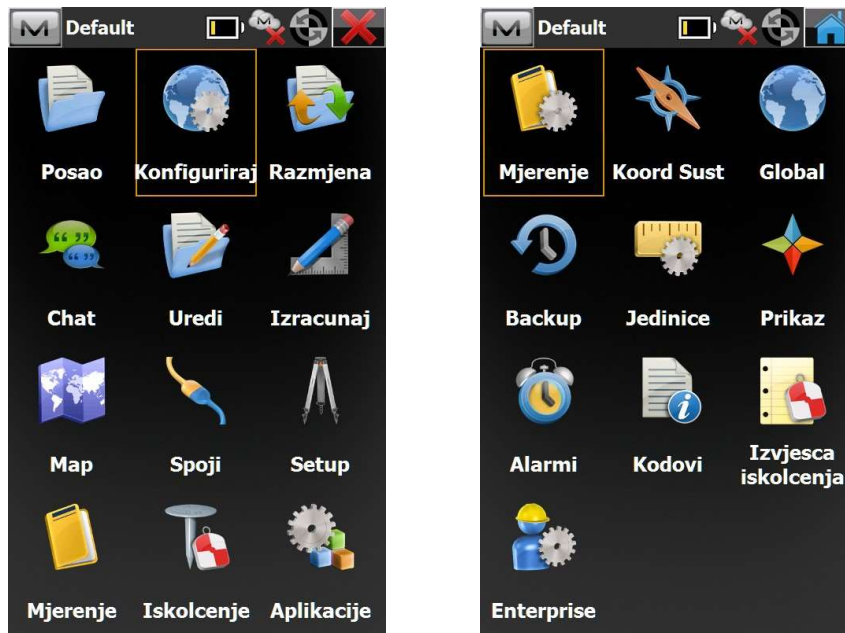 Default
Posao Konfiguriraj Razmjena
Chat Uredi Izracunaj
Map Spoji Setup
Mjerenje Iskolcenje Aplikacije
Default
Mjerenje Koord Sust Global
Backup Jedinice Prikaz
Alarmi Kodovi Izvjesca
iskolcenja
Enterprise